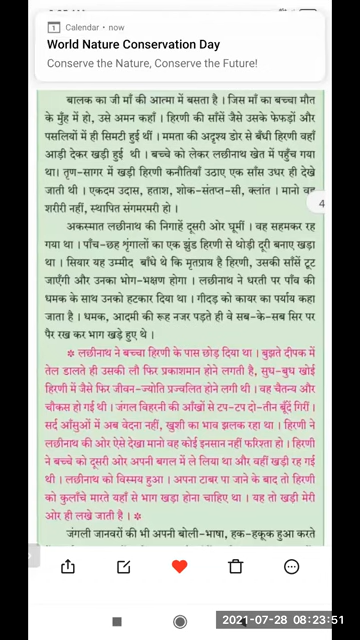 Calendar • now
World Nature Conservation Day
Conserve the Nature, Conserve the Future!
बालक का जी माँ की आत्मा में बसता है। जिस माँ का बच्चा मौत
के मुँह में हो, उसे अमन कहाँ। हिरणी की साँसें जैसे उसके फेफड़ों और
पसलियों में ही सिमटी हुई थीं। ममता की अदृश्य डोर से बँधी हिरणी वहाँ
आड़ी देकर खड़ी हुई थी। बच्चे को लेकर लछीनाथ खेत में पहुँच गया
था। तृण-सागर में खड़ी हिरणी कनौतियाँ उठाए एक साँस उधर ही देखे
जाती थी। एकदम उदास, हताश, शोक-संतप्त-सी, क्लांत। मानो वह
शरीरी नहीं, स्थापित संगमरमरी हो।
4
अकस्मात लछीनाथ की निगाहें दूसरी ओर घूमीं। वह सहमकर रह
गया था। पाँच-छह शृंगालों का एक झुंड हिरणी से थोड़ी दूरी बनाए खड़ा
था। सियार यह उम्मीद बाँधे थे कि मृतप्राय है हिरणी, उसकी साँसें टूट
जाएँगी और उनका भोग-भक्षण होगा। लछीनाथ ने धरती पर पाँव की
धमक के साथ उनको हटकार दिया था। गीदड़ को कायर का पर्याय कहा
जाता है। धमक, आदमी की रूह नजर पड़ते ही वे सब-के-सब सिर पर
पैर रख कर भाग खड़े हुए थे।
✽ लछीनाथ ने बच्चा हिरणी के पास छोड़ दिया था। बुझते दीपक में
तेल डालते ही उसकी लौ फिर प्रकाशमान होने लगती है, सुध-बुध खोई
हिरणी में जैसे फिर जीवन-ज्योति प्रज्वलित होने लगी थी। वह चैतन्य और
चौकस हो गई थी। जंगल विहरनी की आँखों से टप-टप दो-तीन बूँदें गिरीं।
सर्द आँसुओं में अब वेदना नहीं, खुशी का भाव झलक रहा था। हिरणी ने
लछीनाथ की ओर ऐसे देखा मानो वह कोई इनसान नहीं फरिश्ता हो। हिरणी
ने बच्चे को दूसरी ओर अपनी बगल में ले लिया था और वहीं खड़ी रह गई
थी। लछीनाथ को विस्मय हुआ। अपना टाबर पा जाने के बाद तो हिरणी
को कुलाँचे मारते यहाँ से भाग खड़ा होना चाहिए था। यह तो खड़ी मेरी
ओर ही लखे जाती है। ✽
जंगली जानवरों की भी अपनी बोली-भाषा, हक-हकूक हुआ करते
2021-07-28 08:23:51